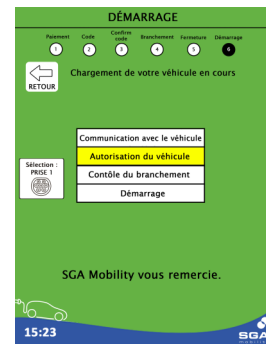 DÉMARRAGE
Paiement Code Confirm code Branchement Fermeture Démarrage
1 2 3 4 5 6
RETOUR
Chargement de votre véhicule en cours
Communication avec le véhicule
Autorisation du véhicule
Contôle du branchement
Démarrage
Sélection :
PRISE 1
SGA Mobility vous remercie.
15:23
SGA
mobility